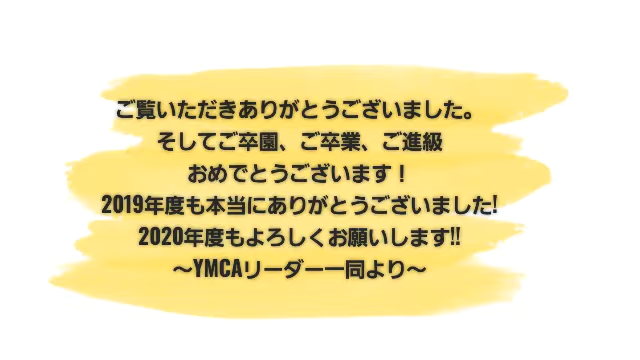 ご覧いただきありがとうございました。
そしてご卒園、ご卒業、ご進級
おめでとうございます！
2019年度も本当にありがとうございました!
2020年度もよろしくお願いします!!
〜YMCAリーダー一同より〜